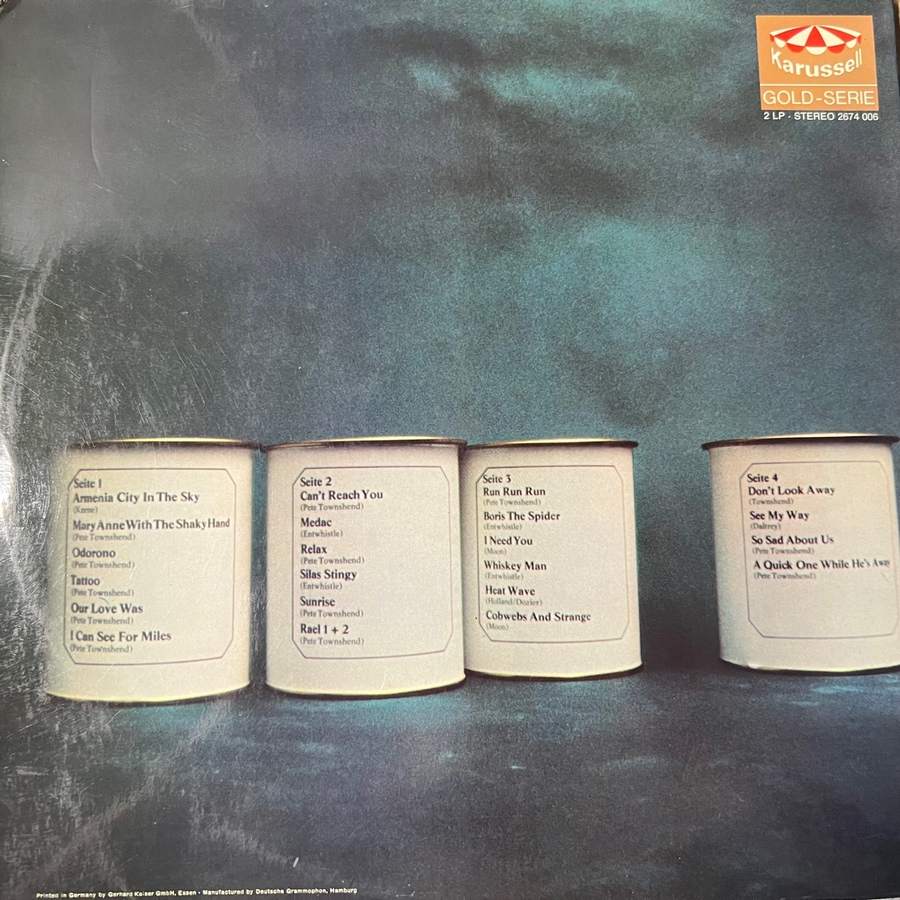 Karussell
GOLD-SERIE
2 LP · STEREO 2674 006
Seite 1
Armenia City In The Sky
(Keene)
Mary Anne With The Shaky Hand
(Pete Townshend)
Odorono
(Pete Townshend)
Tattoo
(Pete Townshend)
Our Love Was
(Pete Townshend)
I Can See For Miles
(Pete Townshend)
Seite 2
Can't Reach You
(Pete Townshend)
Medac
(Entwhistle)
Relax
(Pete Townshend)
Silas Stingy
(Entwhistle)
Sunrise
(Pete Townshend)
Rael 1 + 2
(Pete Townshend)
Seite 3
Run Run Run
(Pete Townshend)
Boris The Spider
(Entwhistle)
I Need You
(Moon)
Whiskey Man
(Entwhistle)
Heat Wave
(Holland/Dozier)
Cobwebs And Strange
(Moon)
Seite 4
Don't Look Away
(Townshend)
See My Way
(Daltrey)
So Sad About Us
(Pete Townshend)
A Quick One While He's Away
(Pete Townshend)
Printed in Germany by Gerhard Kaiser GmbH, Essen · Manufactured by Deutsche Grammophon, Hamburg